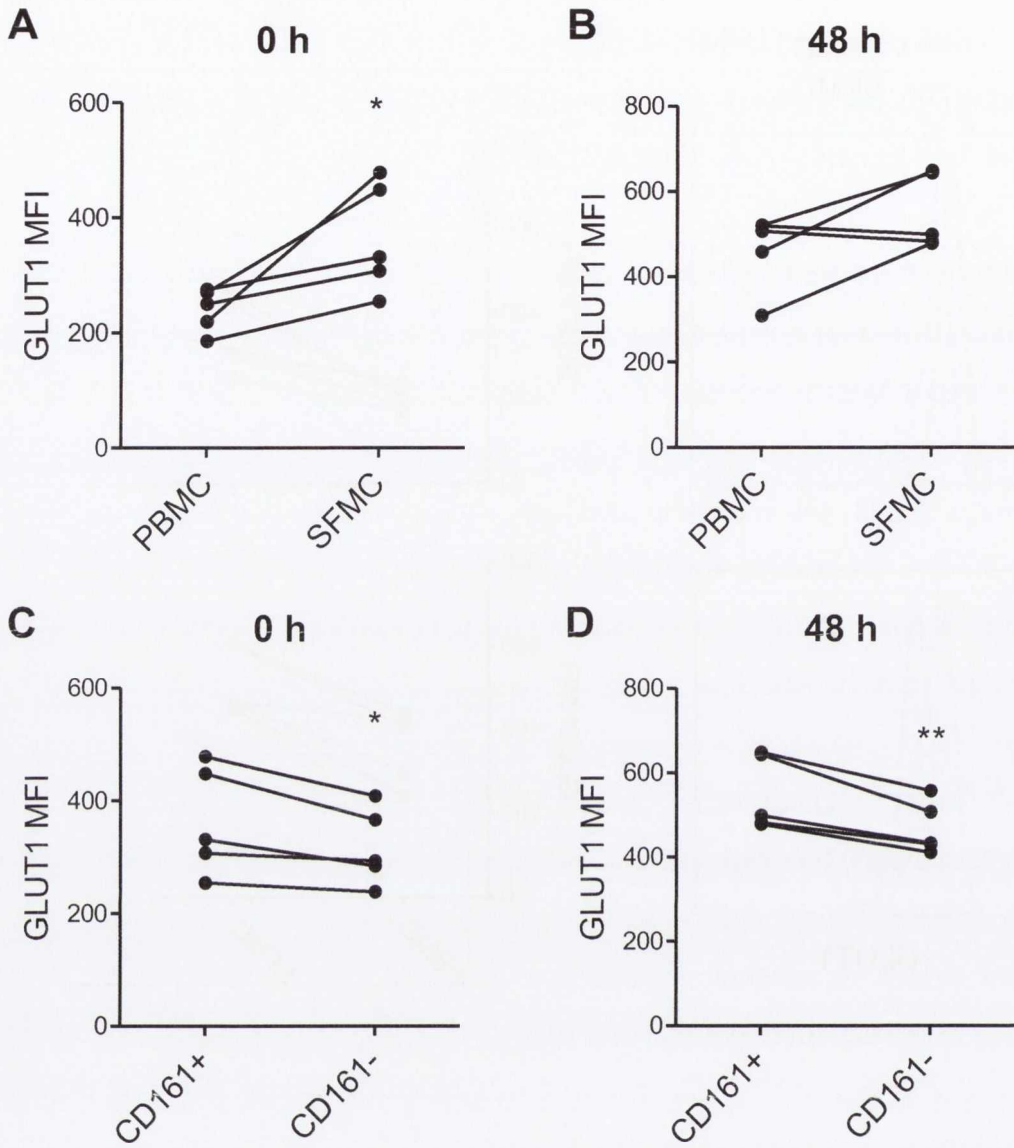 A
0 h
*
GLUT1 MFI
600
400
200
0
PBMC
SFMC
B
48 h
GLUT1 MFI
800
600
400
200
0
PBMC
SFMC
C
0 h
*
GLUT1 MFI
600
400
200
0
CD161+
CD161-
D
48 h
**
GLUT1 MFI
800
600
400
200
0
CD161+
CD161-